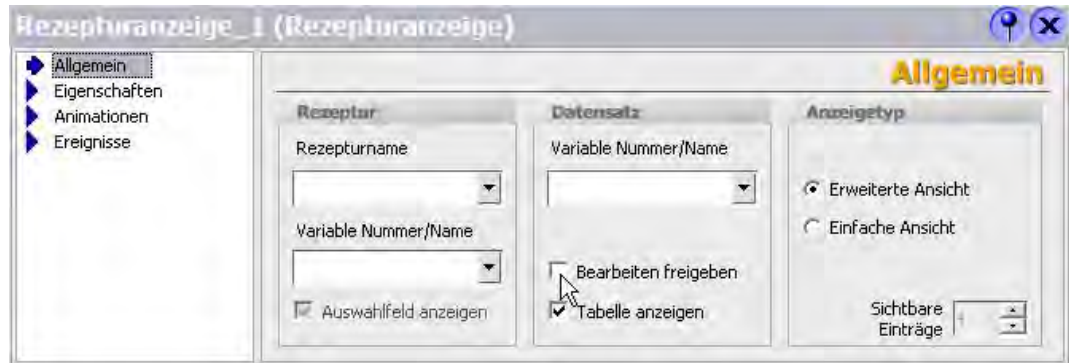 Rezepturanzeige_1 (Rezepturanzeige)
Allgemein
Eigenschaften
Animationen
Ereignisse
Allgemein
Rezeptur
Rezepturname
Variable Nummer/Name
Auswahlfeld anzeigen
Datensatz
Variable Nummer/Name
Bearbeiten freigeben
Tabelle anzeigen
Anzeigetyp
Erweiterte Ansicht
Einfache Ansicht
Sichtbare
Einträge
4